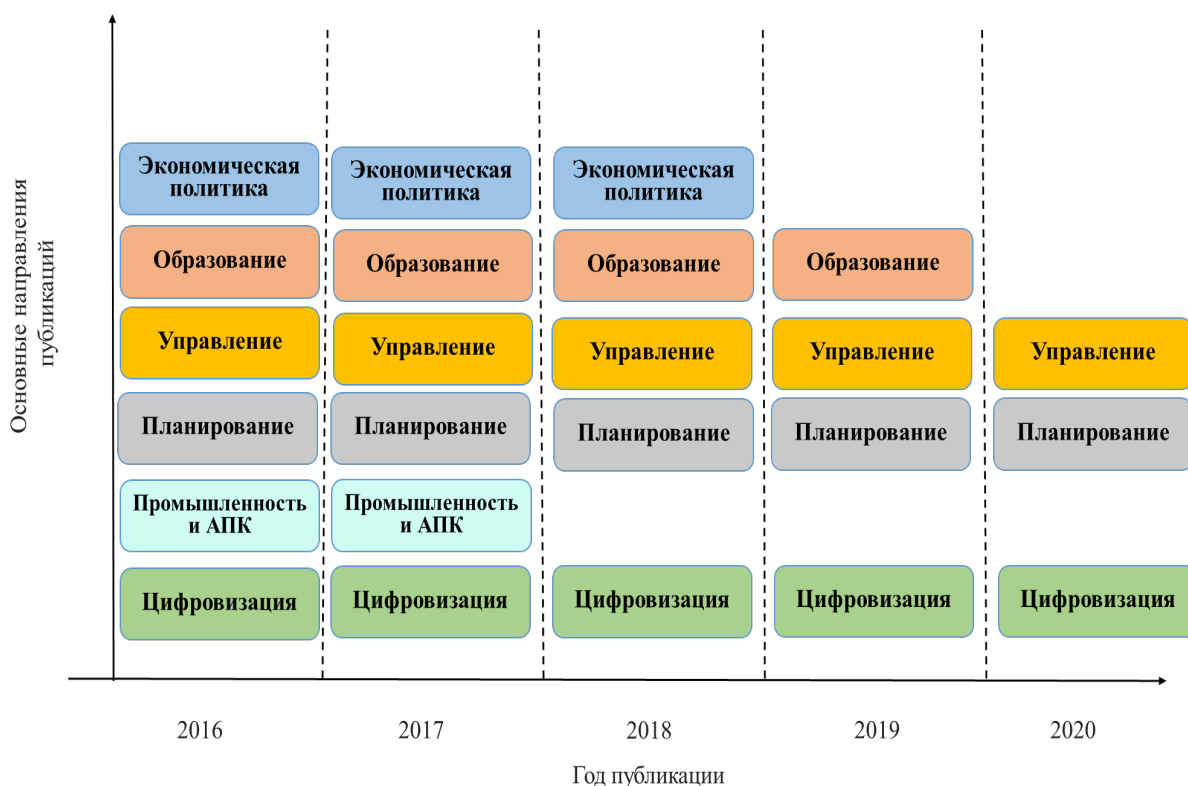 Основные направления
публикаций
Экономическая
политика
Экономическая
политика
Экономическая
политика
Образование
Образование
Образование
Образование
Управление
Управление
Управление
Управление
Управление
Планирование
Планирование
Планирование
Планирование
Планирование
Промышленность
и АПК
Промышленность
и АПК
Цифровизация
Цифровизация
Цифровизация
Цифровизация
Цифровизация
2016
2017
2018
2019
2020
Год публикации